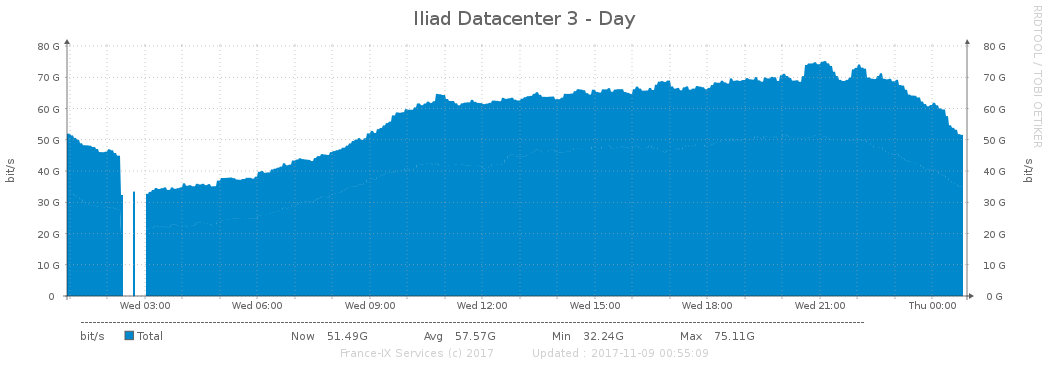 Iliad Datacenter 3 - Day
RRDTOOL / TOBI OETIKER
bit/s
bit/s
80 G 80 G
70 G 70 G
60 G 60 G
50 G 50 G
40 G 40 G
30 G 30 G
20 G 20 G
10 G 10 G
0 0 G
Wed 03:00 Wed 06:00 Wed 09:00 Wed 12:00 Wed 15:00 Wed 18:00 Wed 21:00 Thu 00:00
bit/s Total Now 51.49G Avg 57.57G Min 32.24G Max 75.11G
France-IX Services (c) 2017 Updated : 2017-11-09 00:55:09